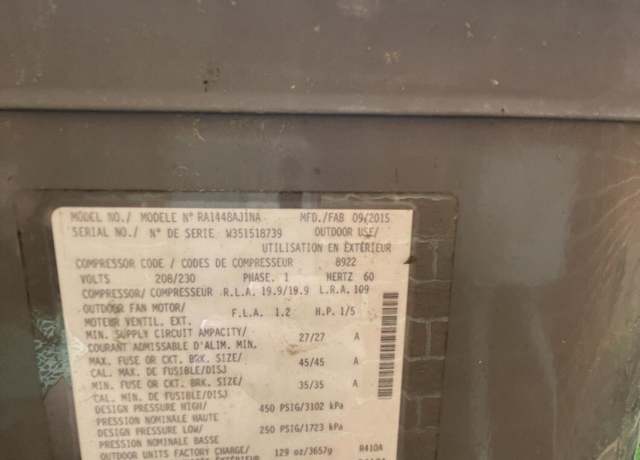 MODEL NO./ MODELE N° RA1448AJ1NA MFD./FAB 09/2015
SERIAL NO./ N° DE SERIE W351518739 OUTDOOR USE/
UTILISATION EN EXTÉRIEUR
COMPRESSOR CODE / CODES DE COMPRESSEUR 8922
VOLTS 208/230 PHASE. 1 HERTZ 60
COMPRESSOR/ COMPRESSEUR R.L.A. 19.9/19.9 L.R.A. 109
OUTDOOR FAN MOTOR/ F.L.A. 1.2 H.P. 1/5
MOTEUR VENTIL. EXT.
MIN. SUPPLY CIRCUIT AMPACITY/ 27/27 A
COURANT ADMISSABLE D'ALIM. MIN.
MAX. FUSE OR CKT. BRK. SIZE/ 45/45 A
CAL. MAX. DE FUSIBLE/DISJ
MIN. FUSE OR CKT. BRK. SIZE/ 35/35 A
CAL. MIN. DE FUSIBLE/DISJ
DESIGN PRESSURE HIGH/ 450 PSIG/3102 kPa
PRESSION NOMINALE HAUTE
DESIGN PRESSURE LOW/ 250 PSIG/1723 kPa
PRESSION NOMINALE BASSE
OUTDOOR UNITS FACTORY CHARGE/ 129 oz/3657g R410A